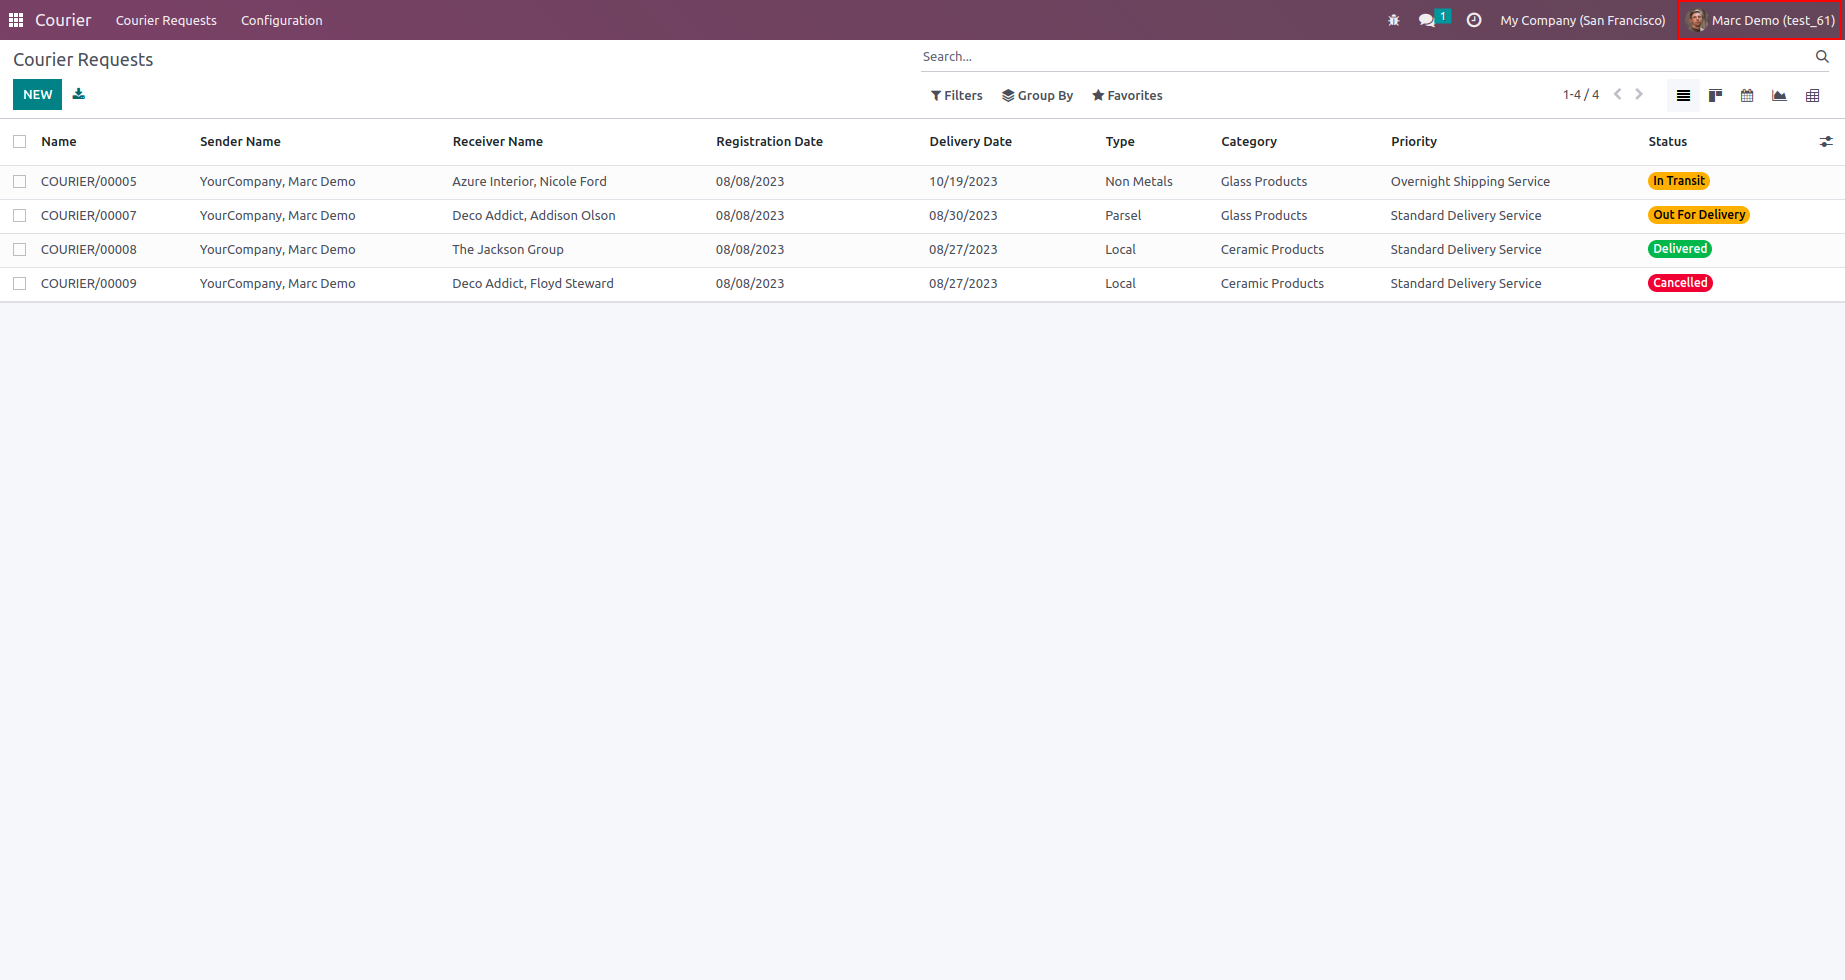 Courier Courier Requests Configuration 1 My Company (San Francisco) Marc Demo (test_61)
Courier Requests Search...
NEW Filters Group By Favorites 1-4 / 4
Name Sender Name Receiver Name Registration Date Delivery Date Type Category Priority Status
COURIER/00005 YourCompany, Marc Demo Azure Interior, Nicole Ford 08/08/2023 10/19/2023 Non Metals Glass Products Overnight Shipping Service In Transit
COURIER/00007 YourCompany, Marc Demo Deco Addict, Addison Olson 08/08/2023 08/30/2023 Parsel Glass Products Standard Delivery Service Out For Delivery
COURIER/00008 YourCompany, Marc Demo The Jackson Group 08/08/2023 08/27/2023 Local Ceramic Products Standard Delivery Service Delivered
COURIER/00009 YourCompany, Marc Demo Deco Addict, Floyd Steward 08/08/2023 08/27/2023 Local Ceramic Products Standard Delivery Service Cancelled